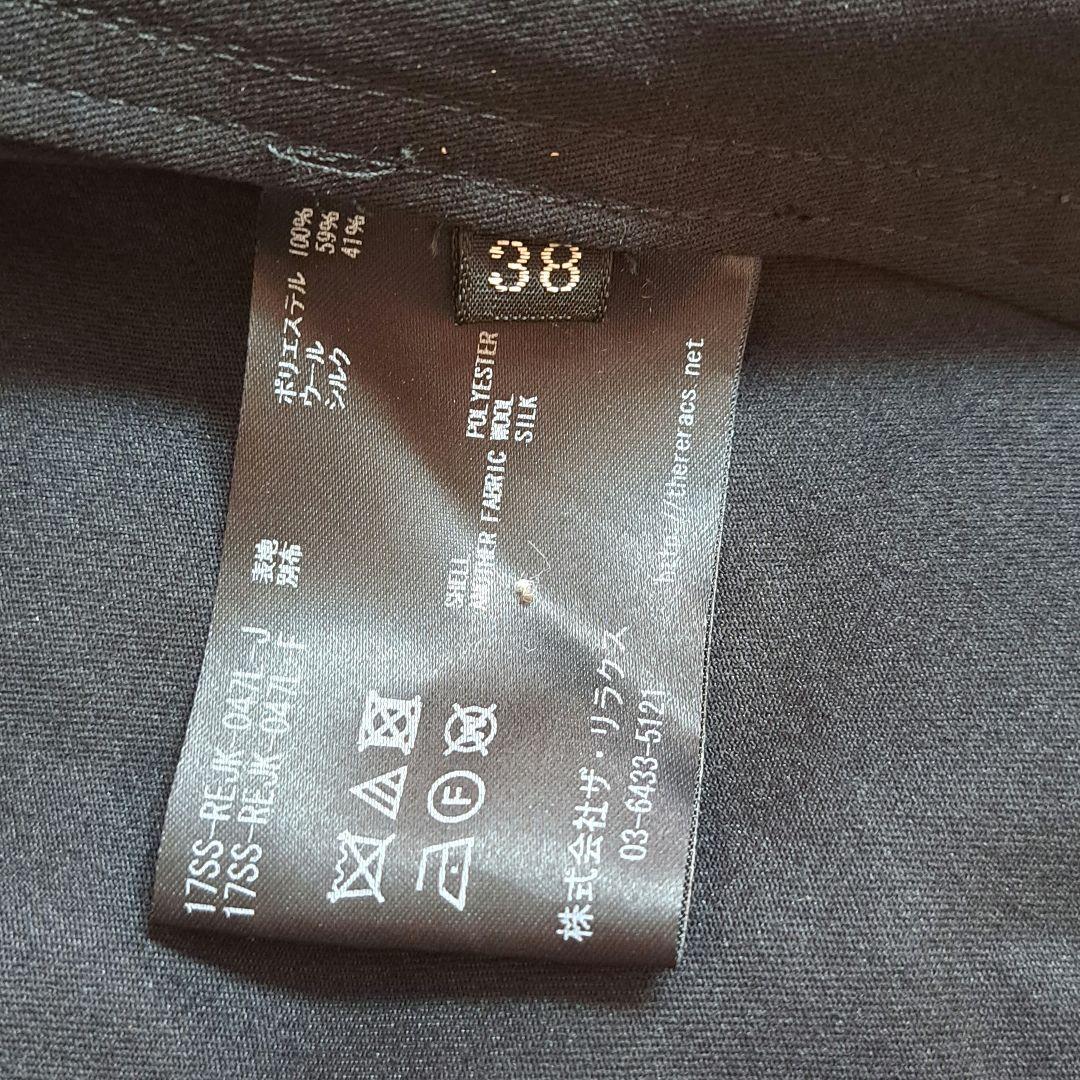 38
17SS-REJK-047L-J
17SS-REJK-047L-F
表地 ポリエステル 100%
別布 ウール 59%
シルク 41%
SHELL POLYESTER
ANOTHER FABRIC WOOL
SILK
F
株式会社ザ・リラクス
03-6433-5121
http://thereracs.net